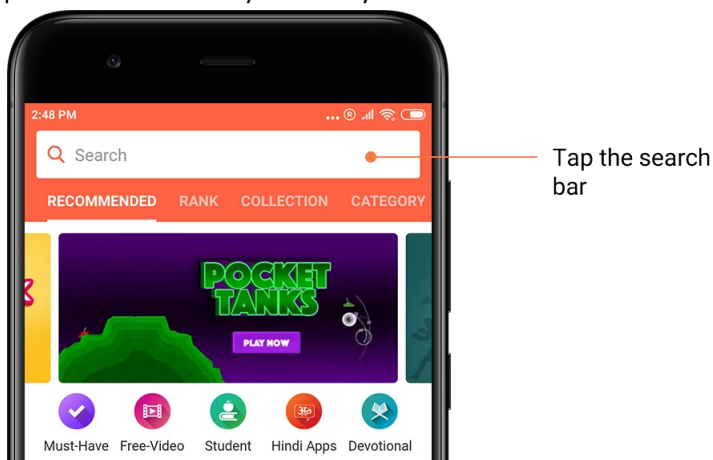 2:48 PM
... ®
Search
Tap the search
bar
RECOMMENDED RANK COLLECTION CATEGORY
POCKET
TANKS
PLAY NOW
Must-Have Free-Video Student Hindi Apps Devotional